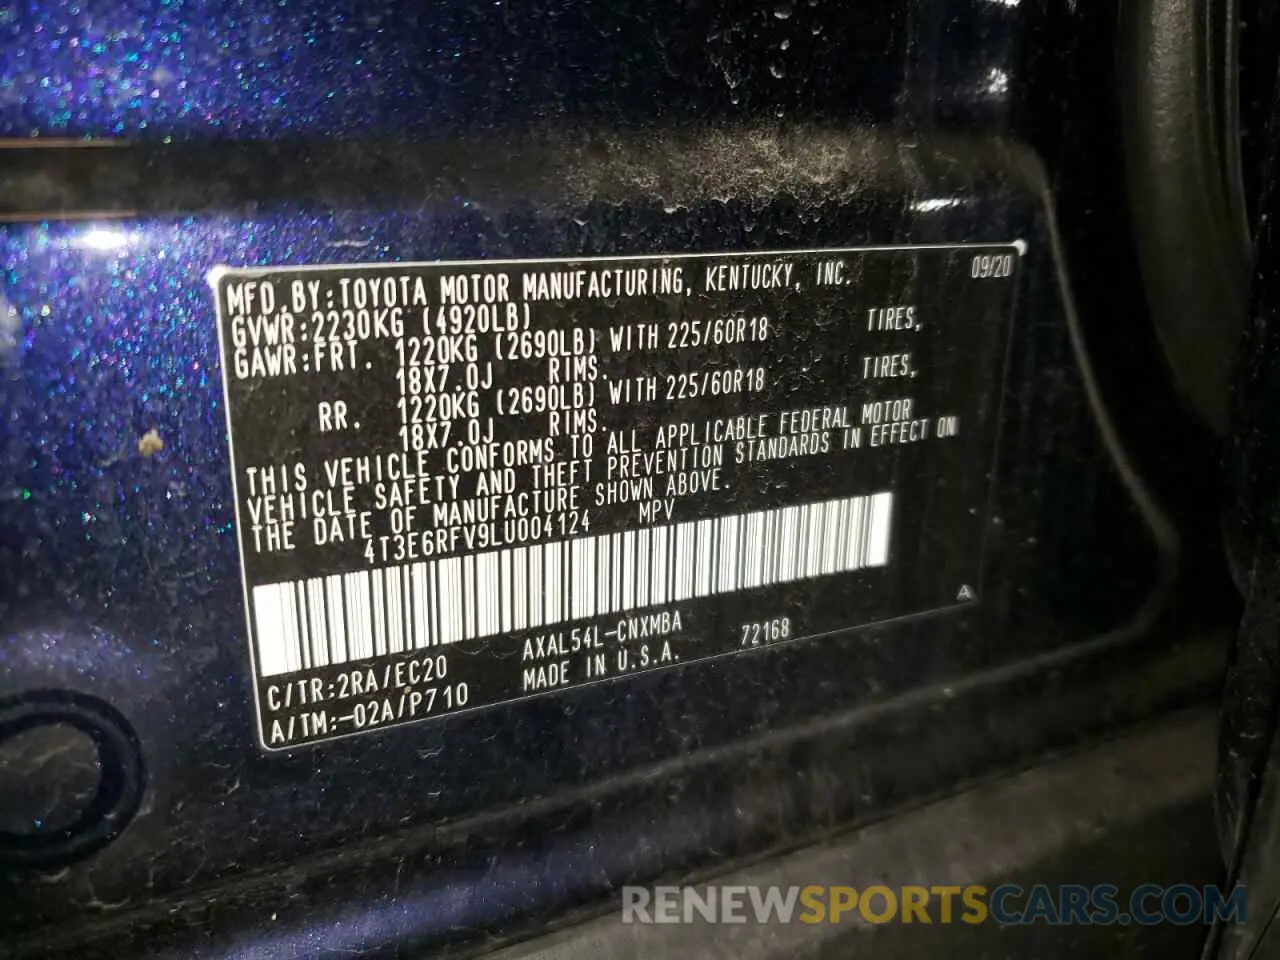 MFD.BY:TOYOTA MOTOR MANUFACTURING, KENTUCKY, INC. 09/20
GVWR:2230KG (4920LB)
GAWR:FRT. 1220KG (2690LB) WITH 225/60R18 TIRES,
18X7.0J RIMS.
RR. 1220KG (2690LB) WITH 225/60R18 TIRES,
18X7.0J RIMS.
THIS VEHICLE CONFORMS TO ALL APPLICABLE FEDERAL MOTOR
VEHICLE SAFETY AND THEFT PREVENTION STANDARDS IN EFFECT ON
THE DATE OF MANUFACTURE SHOWN ABOVE.
4T3E6RFV9LU004124 MPV
C/TR:2RA/EC20 AXAL54L-CNXMBA 72168 A
A/TM:-02A/P710 MADE IN U.S.A.
RENEWSPORTSCARS.COM